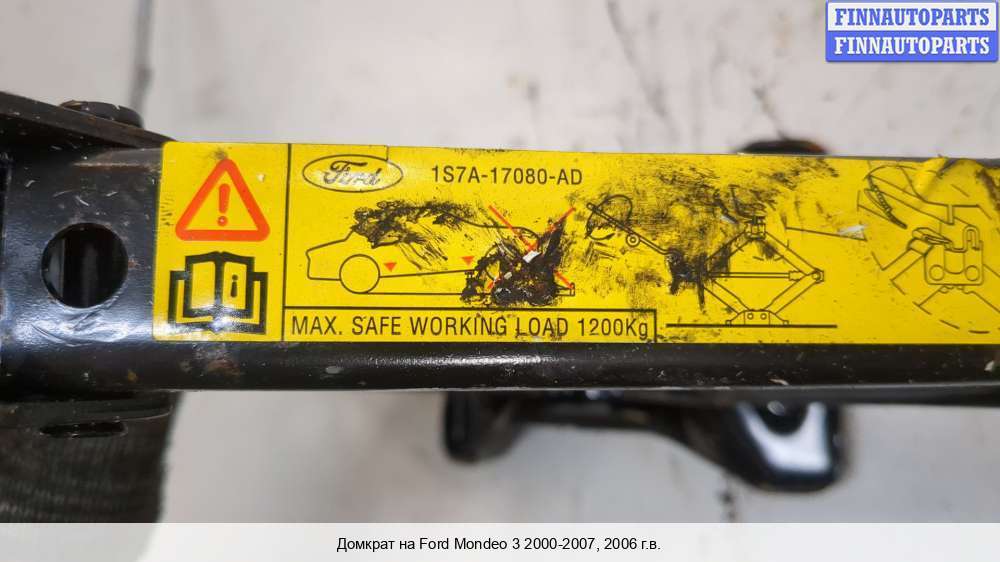 FINNAUTOPARTS
FINNAUTOPARTS
Ford
1S7A-17080-AD
MAX. SAFE WORKING LOAD 1200Kg
Домкрат на Ford Mondeo 3 2000-2007, 2006 г.в.